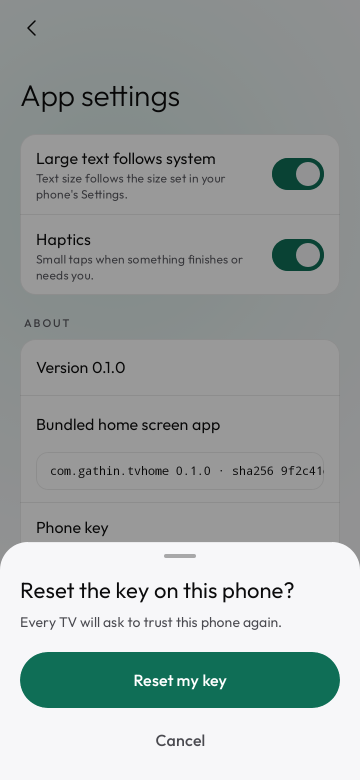 App settings
Large text follows system
Text size follows the size set in your
phone's Settings.
Haptics
Small taps when something finishes or
needs you.
ABOUT
Version 0.1.0
Bundled home screen app
com.gathin.tvhome 0.1.0 · sha256 9f2c41
Phone key
Reset the key on this phone?
Every TV will ask to trust this phone again.
Reset my key
Cancel